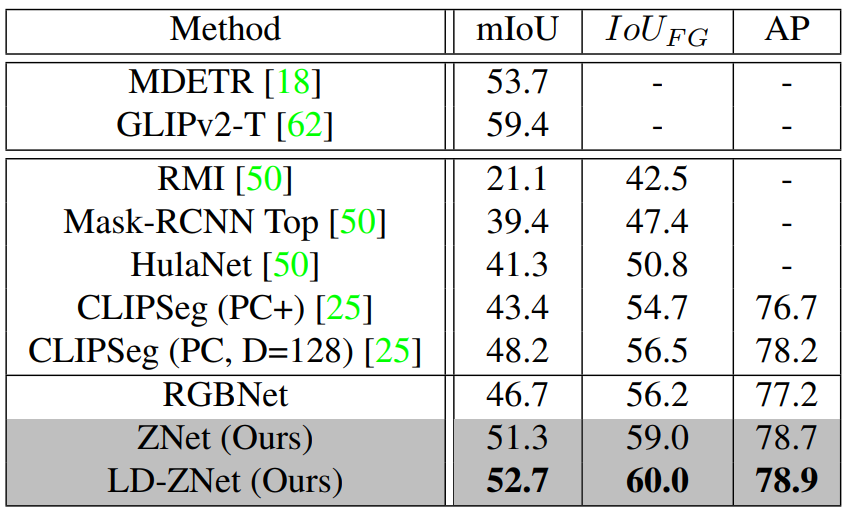 Method mIoU IoU_FG AP
MDETR [18] 53.7 - -
GLIPv2-T [62] 59.4 - -
RMI [50] 21.1 42.5 -
Mask-RCNN Top [50] 39.4 47.4 -
HulaNet [50] 41.3 50.8 -
CLIPSeg (PC+) [25] 43.4 54.7 76.7
CLIPSeg (PC, D=128) [25] 48.2 56.5 78.2
RGBNet 46.7 56.2 77.2
ZNet (Ours) 51.3 59.0 78.7
LD-ZNet (Ours) 52.7 60.0 78.9